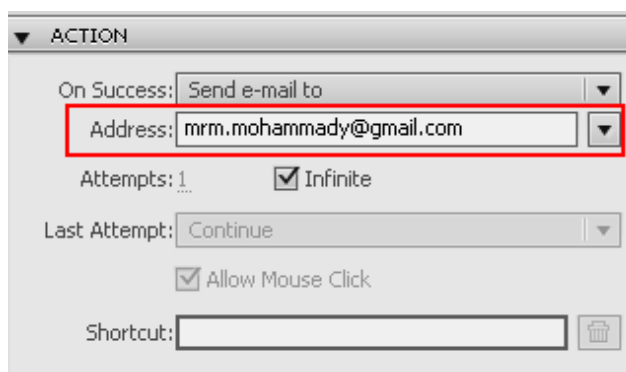 ACTION
On Success: Send e-mail to
Address: mrm.mohammady@gmail.com
Attempts: 1 Infinite
Last Attempt: Continue
Allow Mouse Click
Shortcut: